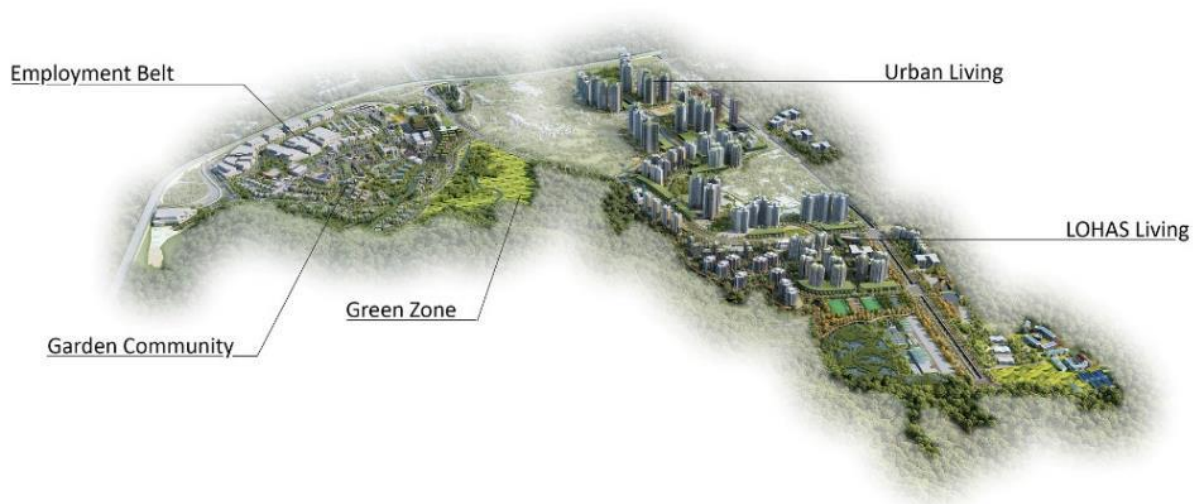 Employment Belt
Urban Living
LOHAS Living
Green Zone
Garden Community